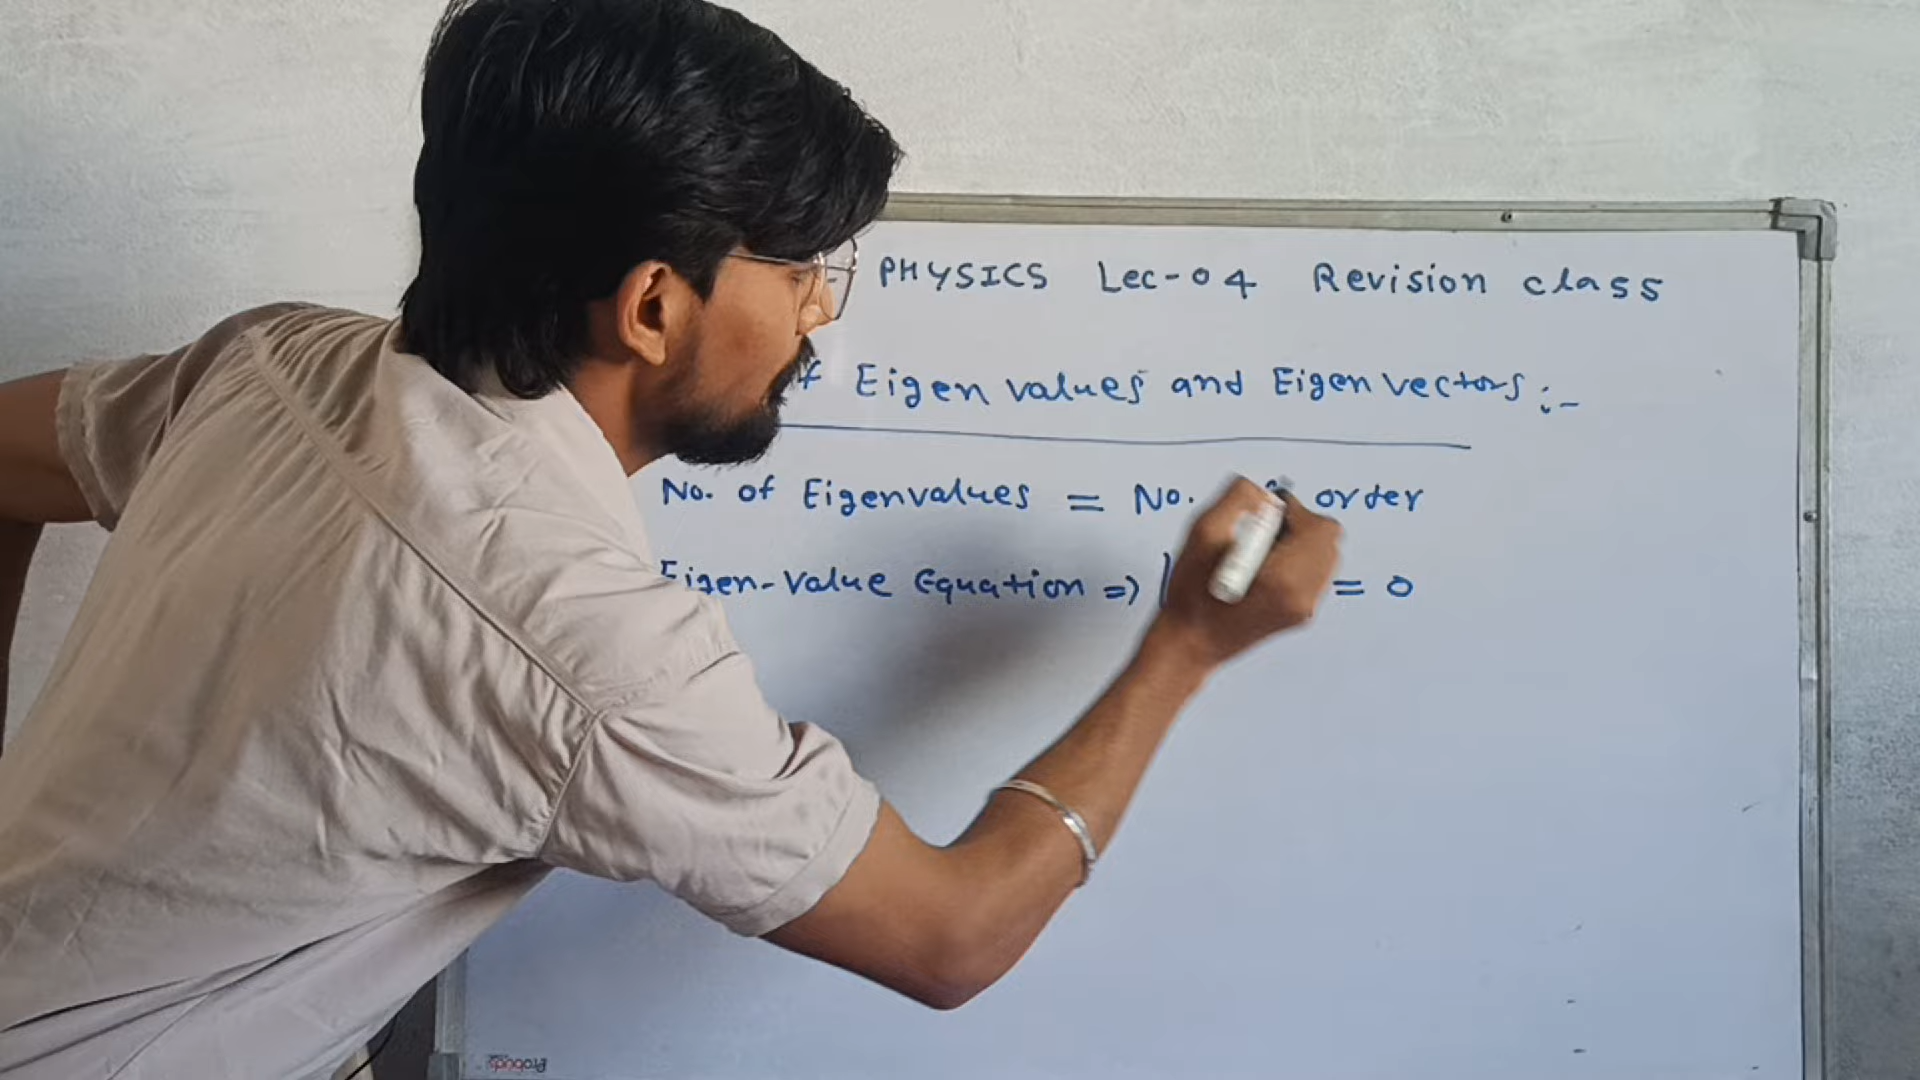 PHYSICS Lec-04 Revision class
Eigen values and Eigen vectors :-
No. of Eigenvalues = No. order
Eigen-Value Equation => | = 0